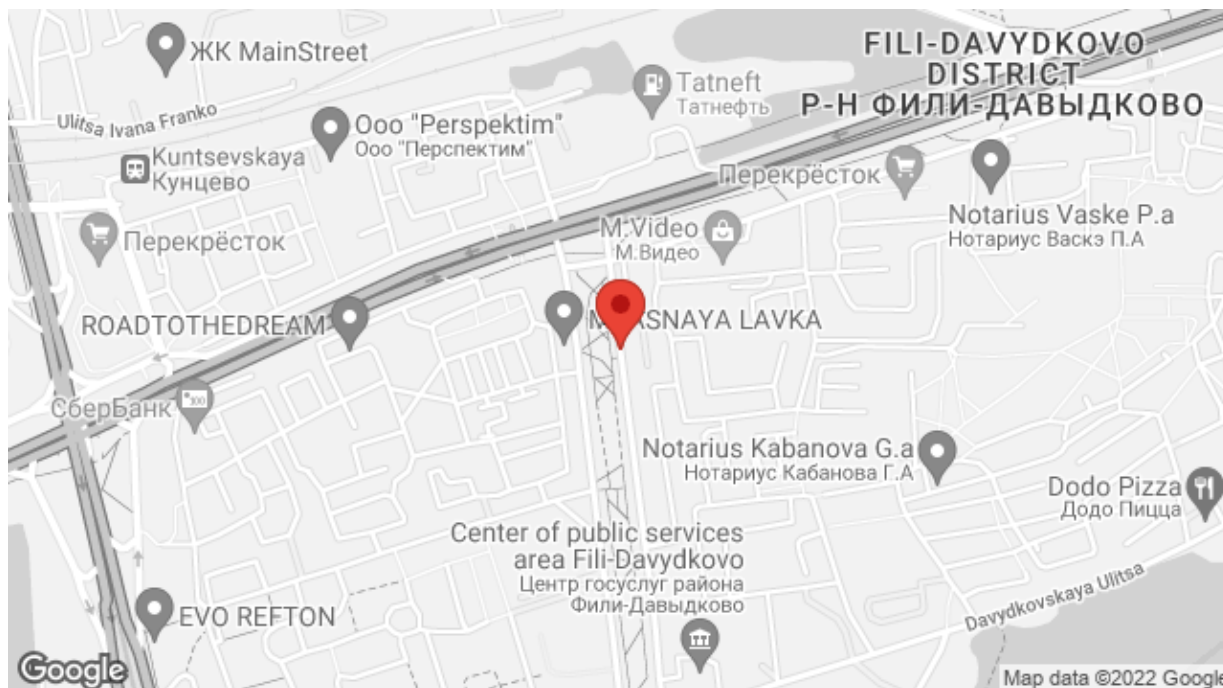 ЖК MainStreet
FILI-DAVYDKOVO
DISTRICT
Р-Н ФИЛИ-ДАВЫДКОВО
Tatneft
Татнефть
Ulitsa Ivana Franko
Ооо "Perspektim"
Ооо "Перспектим"
Kuntsevskaya
Кунцево
Перекрёсток
Notarius Vaske P.a
Нотариус Васкэ П.А
Перекрёсток
M.Video
М.Видео
ROADTOTHEDREAM
LAVKA
СберБанк
100
Notarius Kabanova G.a
Нотариус Кабанова Г.А
Dodo Pizza
Додо Пицца
Center of public services
area Fili-Davydkovo
Центр госуслуг района
Фили-Давыдково
Davydkovskaya Ulitsa
EVO REFTON
Google
Map data ©2022 Google